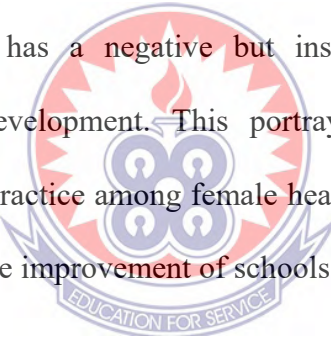 has a negative but ins
evelopment. This portray
ractice among female hea
e improvement of schools
EDUCATION FOR SERVICE